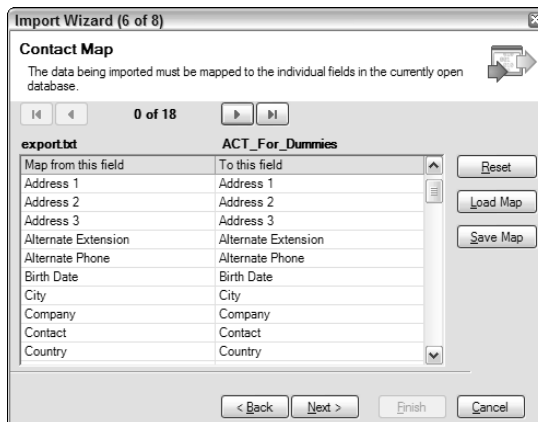 Import Wizard (6 of 8)
Contact Map
The data being imported must be mapped to the individual fields in the currently open
database.
0 of 18
export.txt ACT_For_Dummies
Map from this field To this field
Address 1 Address 1
Address 2 Address 2
Address 3 Address 3
Alternate Extension Alternate Extension
Alternate Phone Alternate Phone
Birth Date Birth Date
City City
Company Company
Contact Contact
Country Country
Reset
Load Map
Save Map
< Back Next > Finish Cancel